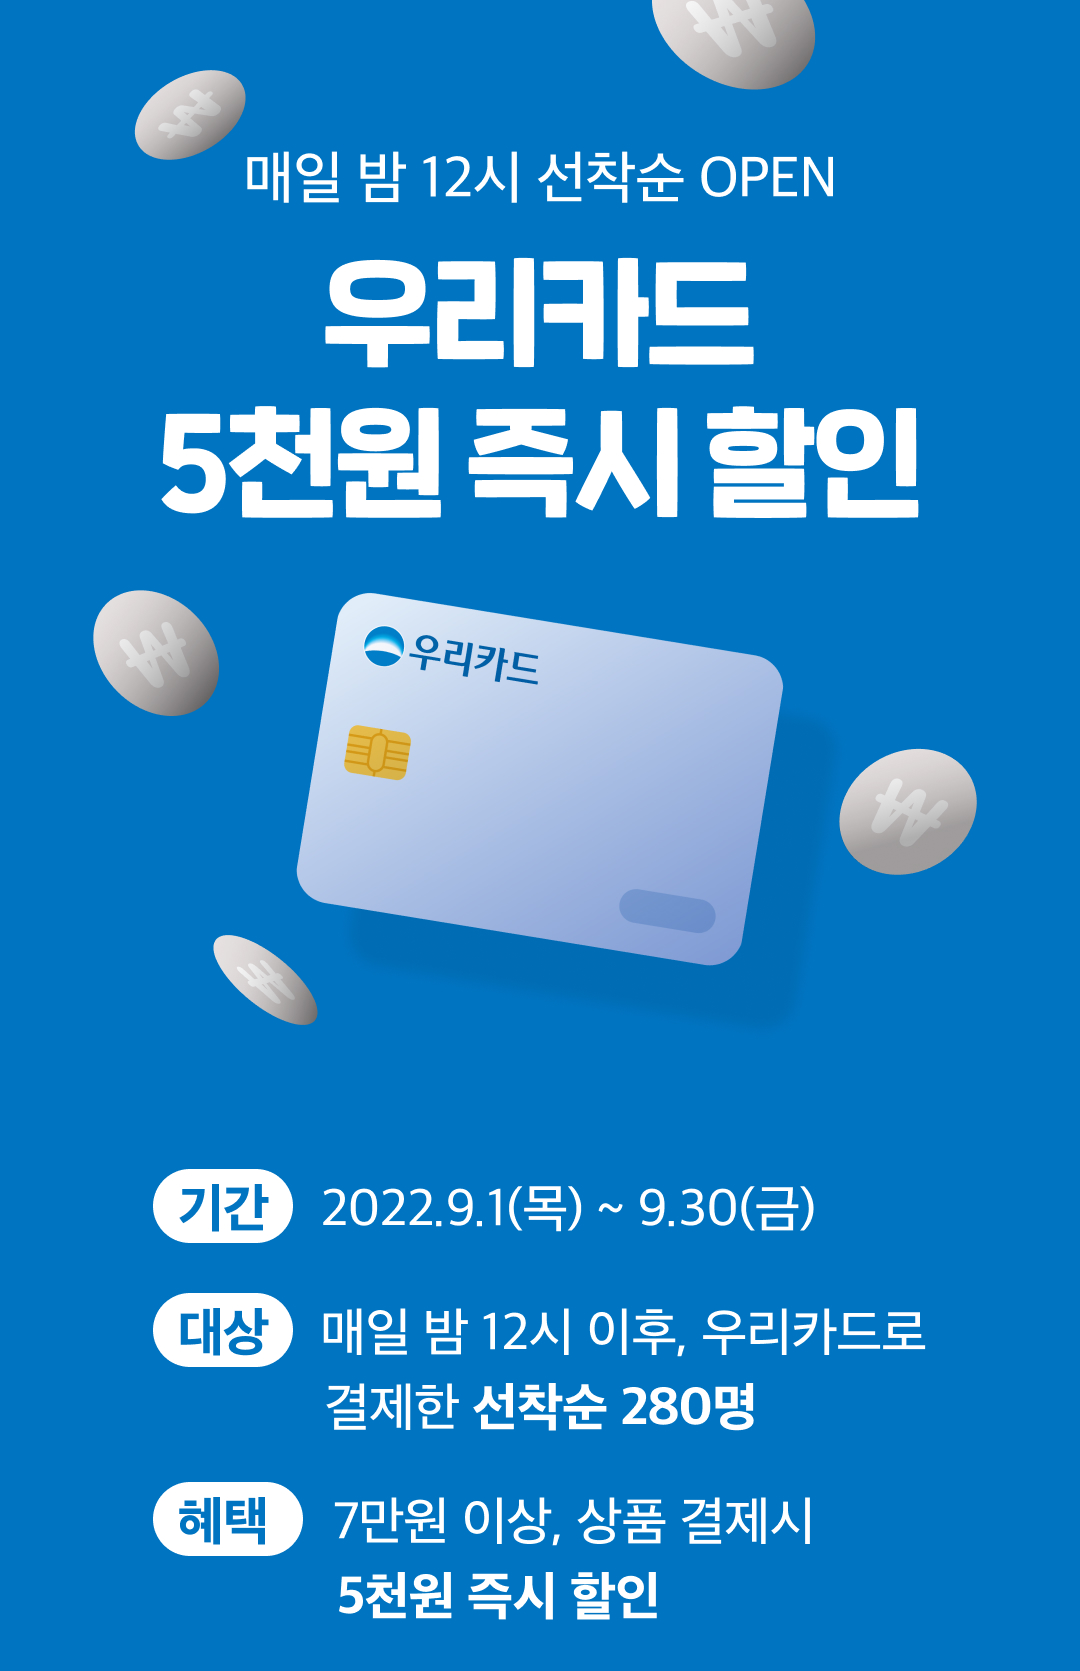 매일 밤 12시 선착순 OPEN
우리카드
5천원 즉시 할인
우리카드
기간 2022.9.1(목) ~ 9.30(금)
대상 매일 밤 12시 이후, 우리카드로
결제한 선착순 280명
혜택 7만원 이상, 상품 결제시
5천원 즉시 할인